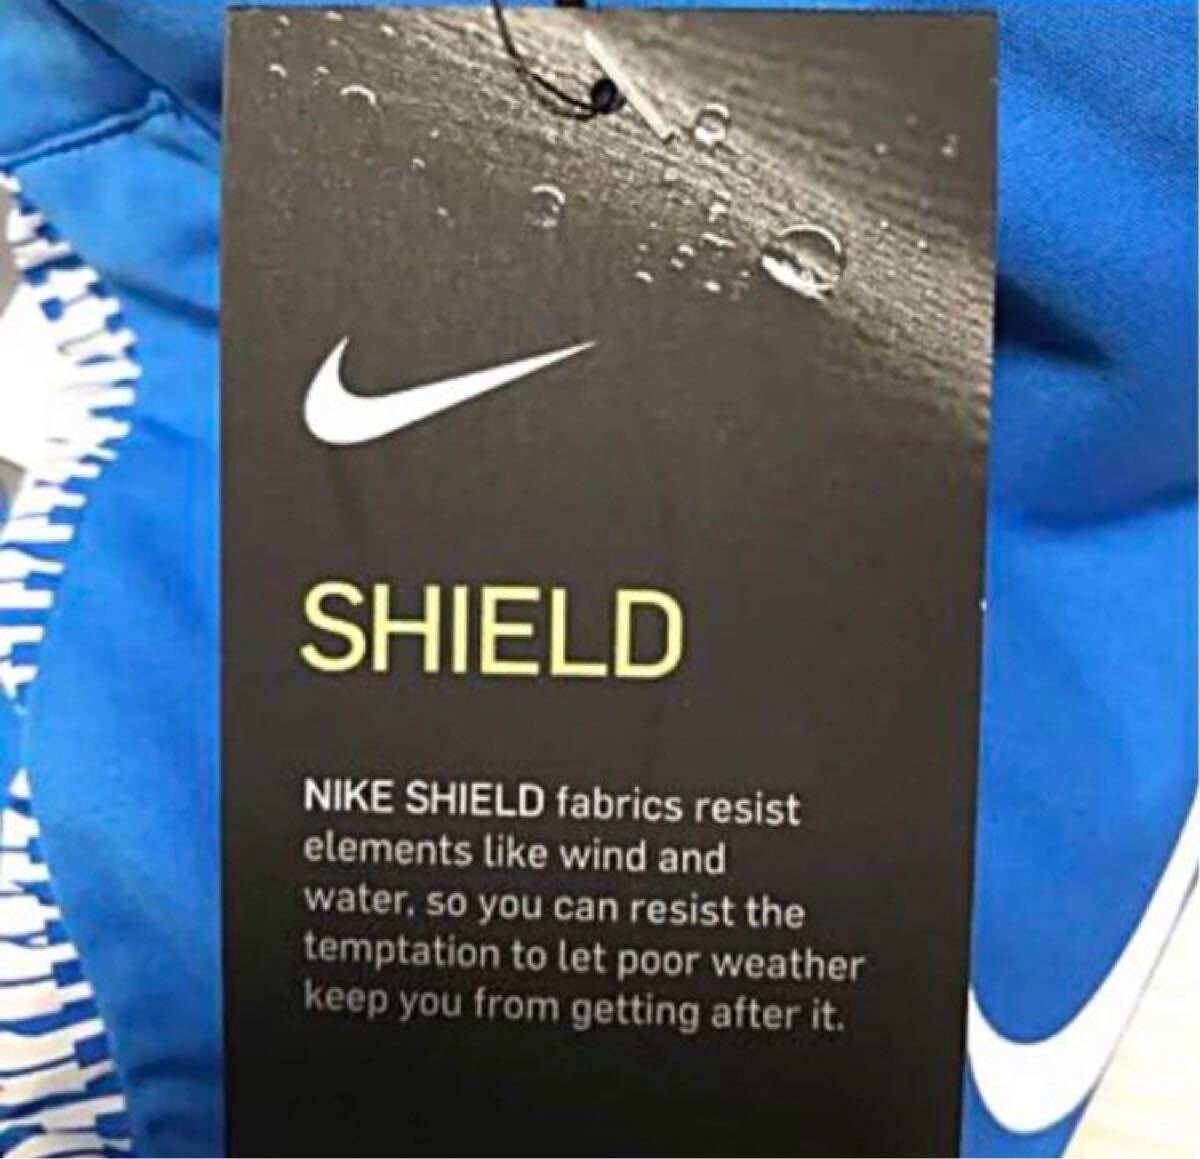 SHIELD
NIKE SHIELD fabrics resist
elements like wind and
water, so you can resist the
temptation to let poor weather
keep you from getting after it.